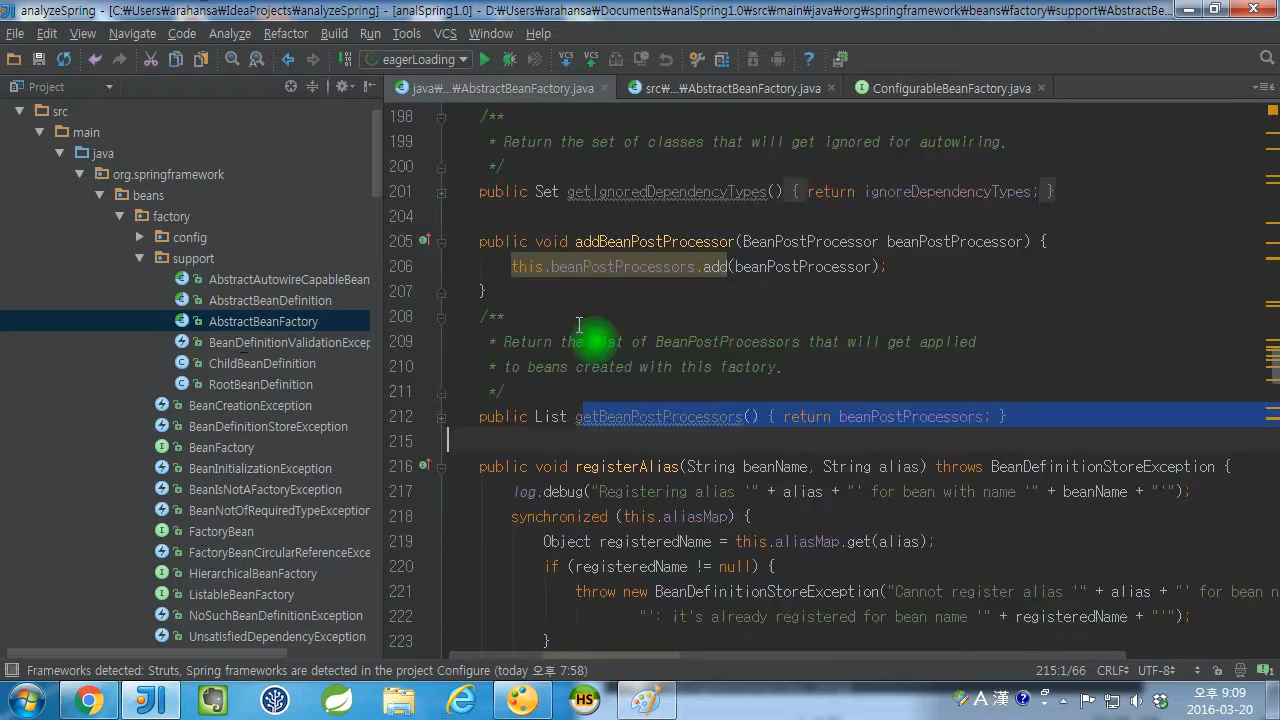 analyzeSpring - [C:₩Users₩arahansa₩IdeaProjects₩analyzeSpring] - [analSpring1.0] - D:₩Users₩arahansa₩Documents₩analSpring1.0₩src₩main₩java₩org₩springframework₩beans₩factory₩support₩AbstractBe...
File Edit View Navigate Code Analyze Refactor Build Run Tools VCS Window Help
eagerLoading
VCS VCS
Project
java₩...₩AbstractBeanFactory.java
src₩...₩AbstractBeanFactory.java
ConfigurableBeanFactory.java
src
main
java
org.springframework
beans
factory
config
support
AbstractAutowireCapableBean
AbstractBeanDefinition
AbstractBeanFactory
BeanDefinitionValidationExcep
ChildBeanDefinition
RootBeanDefinition
BeanCreationException
BeanDefinitionStoreException
BeanFactory
BeanInitializationException
BeanIsNotAFactoryException
BeanNotOfRequiredTypeException
FactoryBean
FactoryBeanCircularReferenceExce
HierarchicalBeanFactory
ListableBeanFactory
NoSuchBeanDefinitionException
UnsatisfiedDependencyException
198 /**
199 * Return the set of classes that will get ignored for autowiring.
200 */
201 public Set getIgnoredDependencyTypes() { return ignoreDependencyTypes; }
204
205 public void addBeanPostProcessor(BeanPostProcessor beanPostProcessor) {
206 this.beanPostProcessors.add(beanPostProcessor);
207 }
208 /**
209 * Return the list of BeanPostProcessors that will get applied
210 * to beans created with this factory.
211 */
212 public List getBeanPostProcessors() { return beanPostProcessors; }
215
216 public void registerAlias(String beanName, String alias) throws BeanDefinitionStoreException {
217 log.debug("Registering alias '" + alias + "' for bean with name '" + beanName + "'");
218 synchronized (this.aliasMap) {
219 Object registeredName = this.aliasMap.get(alias);
220 if (registeredName != null) {
221 throw new BeanDefinitionStoreException("Cannot register alias '" + alias + "' for bean n
222 "': it's already registered for bean name '" + registeredName + "'");
223 }
Frameworks detected: Struts, Spring frameworks are detected in the project Configure (today 오후 7:58)
215:1/66 CRLF÷ UTF-8÷
A 漢
오후 9:09
2016-03-20
HS